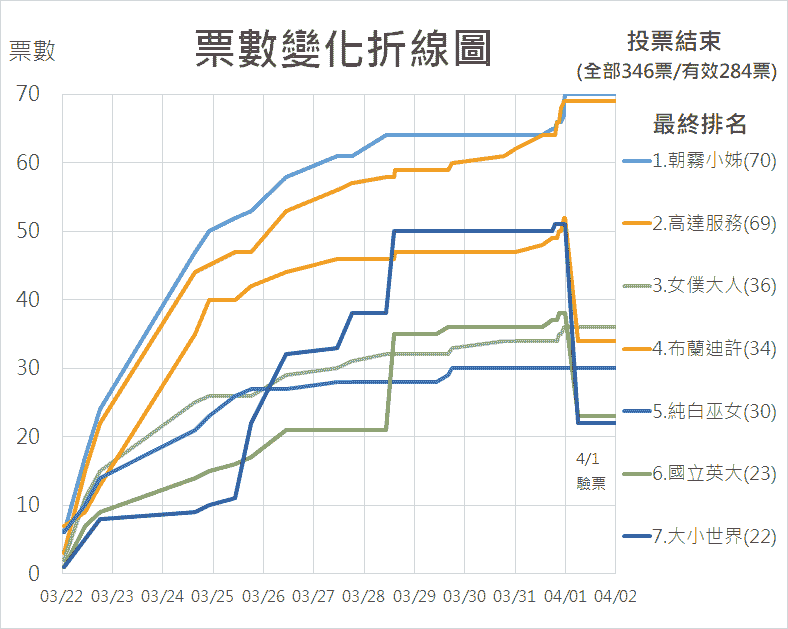 票數變化折線圖
票數
投票結束
(全部346票/有效284票)
最終排名
1.朝霧小姊(70)
2.高達服務(69)
3.女僕大人(36)
4.布蘭迪許(34)
5.純白巫女(30)
6.國立英大(23)
7.大小世界(22)
70
60
50
40
30
20
10
0
4/1
驗票
03/22 03/23 03/24 03/25 03/26 03/27 03/28 03/29 03/30 03/31 04/01 04/02